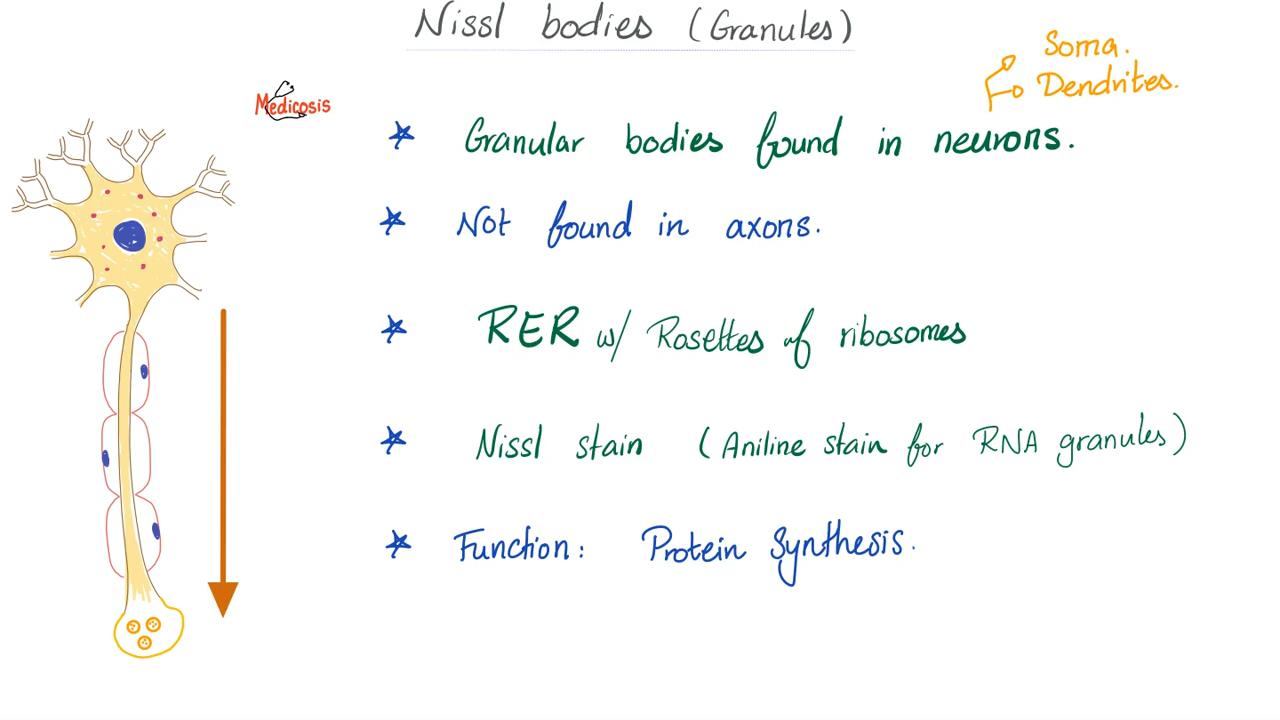 Nissl bodies (Granules)
Soma.
Dendrites.
Medicosis
Granular bodies found in neurons.
Not found in axons.
RER w/ Rosettes of ribosomes
Nissl stain (Aniline stain for RNA granules)
Function: Protein Synthesis.